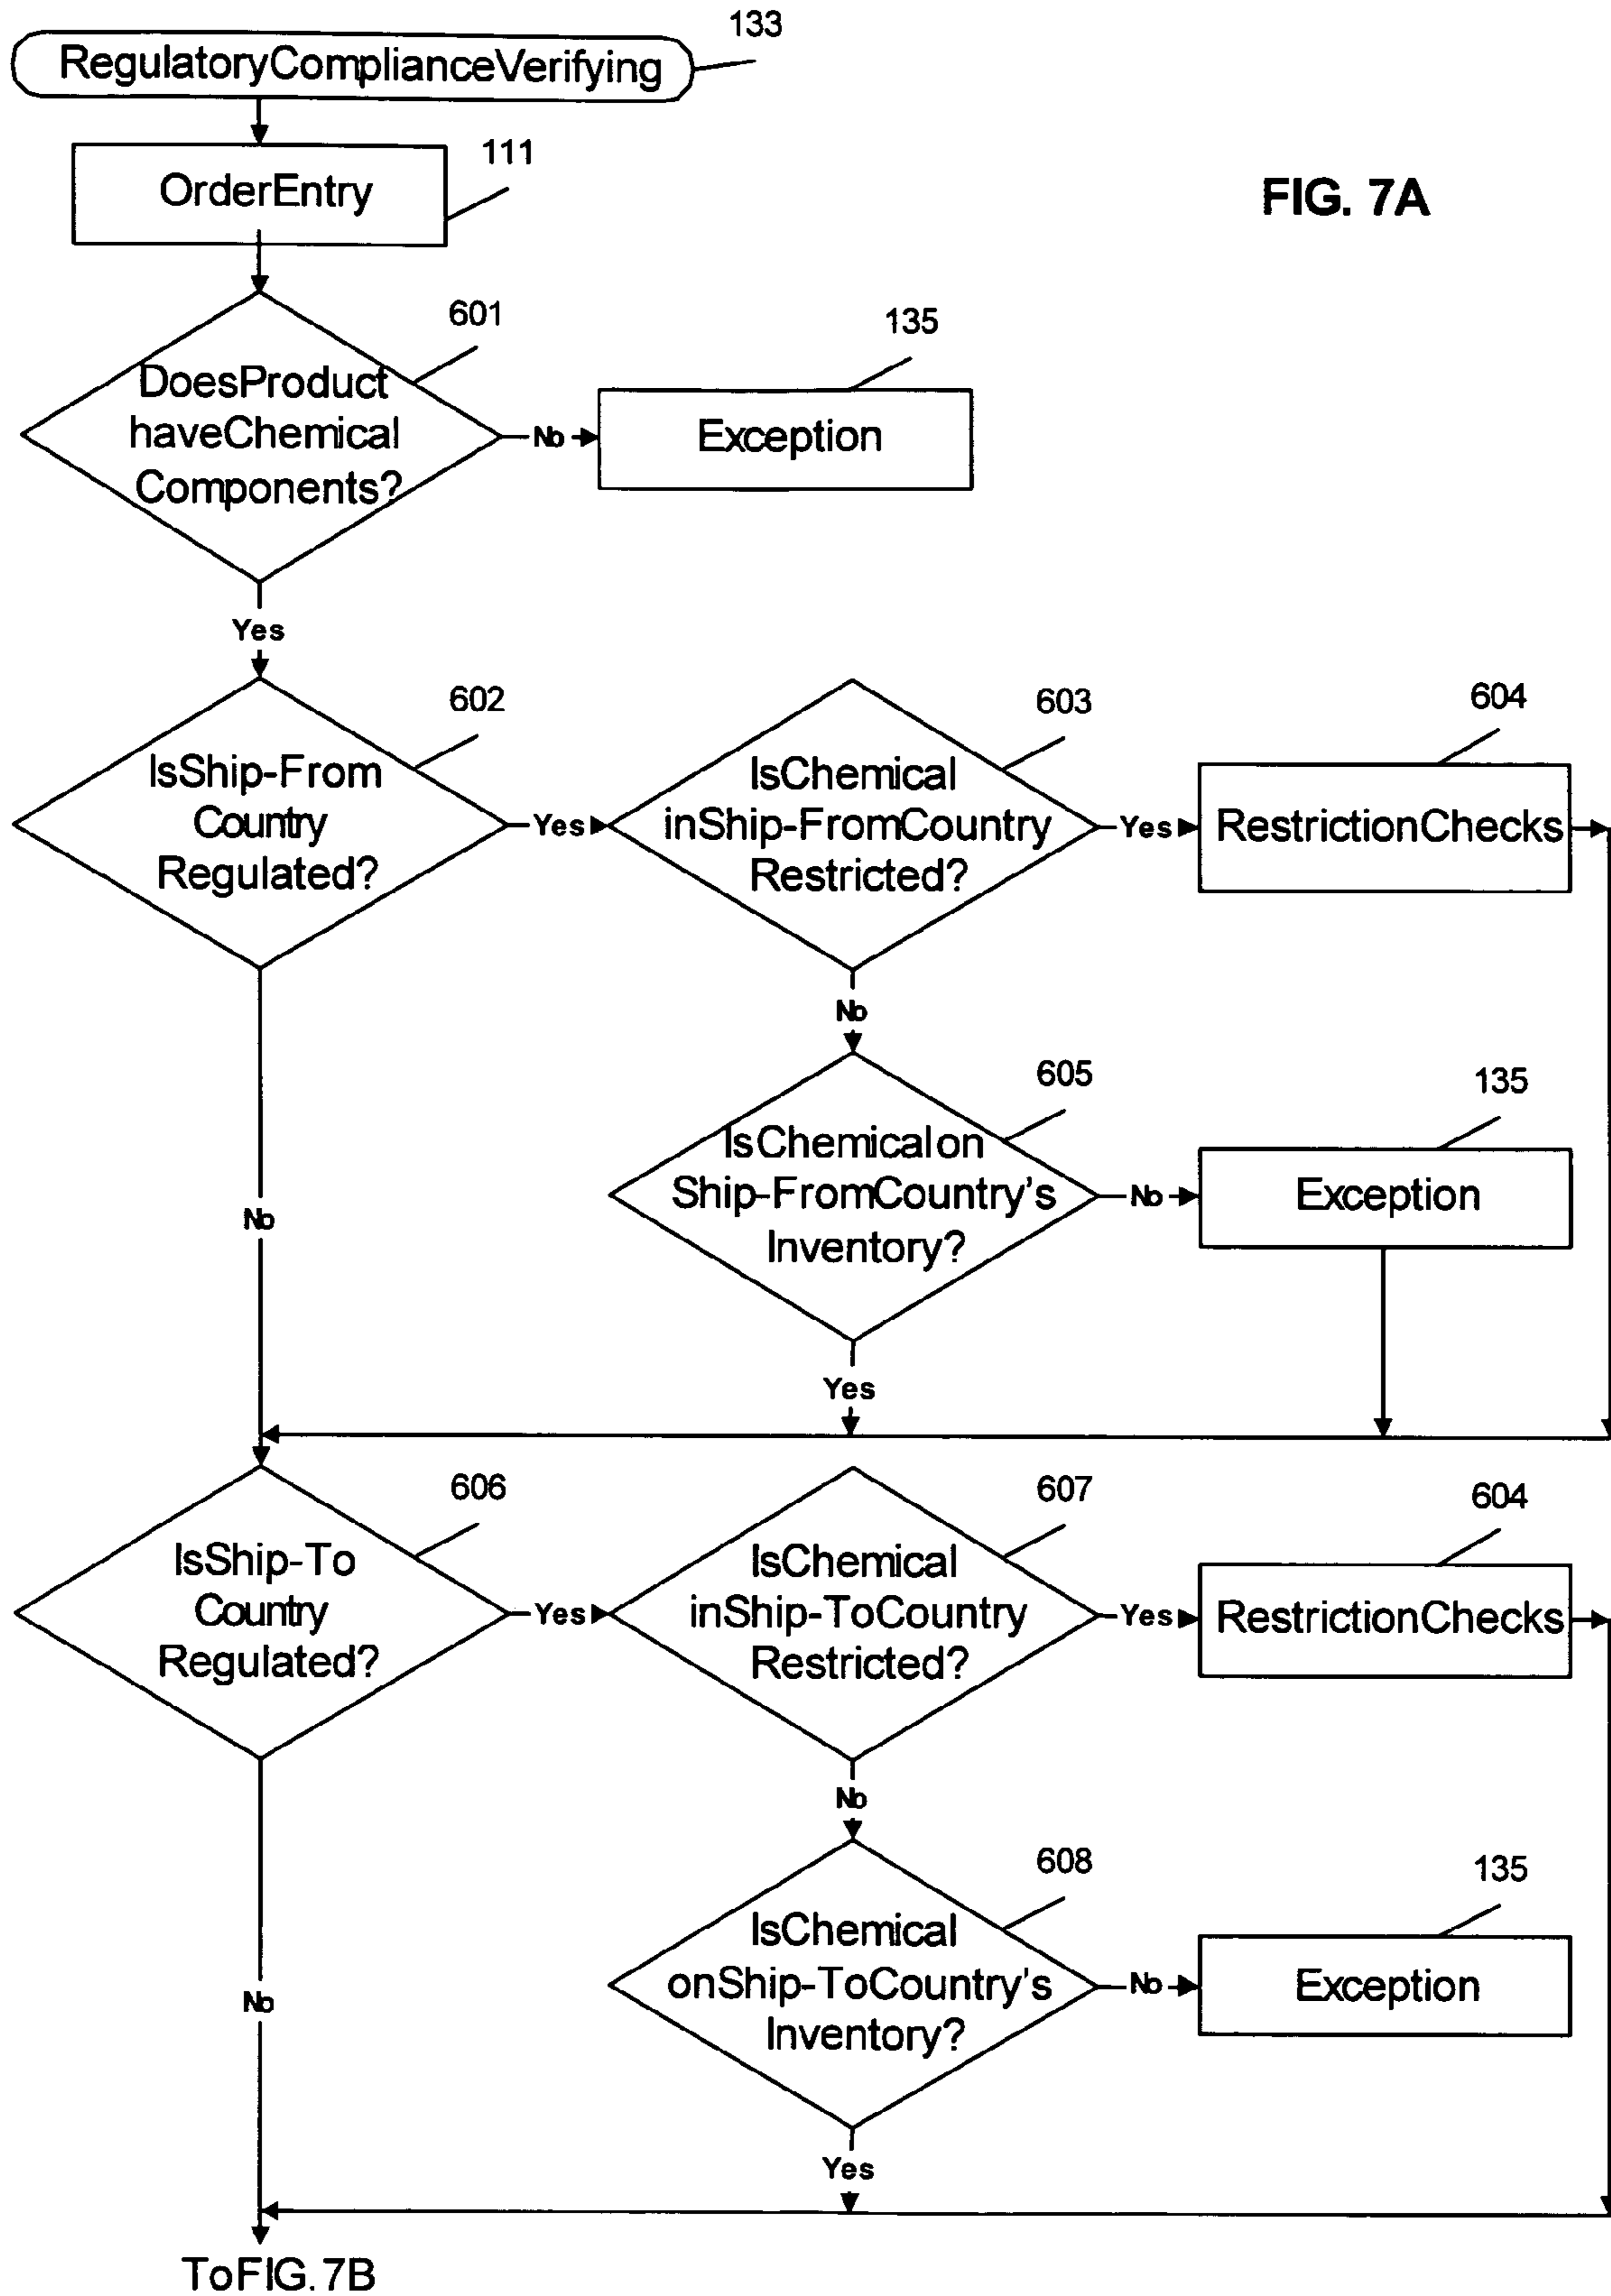 133
RegulatoryComplianceVerifying
111
OrderEntry
FIG. 7A
601
DoesProduct
haveChemical
Components?
No
135
Exception
Yes
602
IsShip-From
Country
Regulated?
Yes
603
IsChemical
inShip-FromCountry
Restricted?
Yes
604
RestrictionChecks
No
605
IsChemicalon
Ship-FromCountry's
Inventory?
No
135
Exception
No
Yes
606
IsShip-To
Country
Regulated?
Yes
607
IsChemical
inShip-ToCountry
Restricted?
Yes
604
RestrictionChecks
No
608
IsChemical
onShip-ToCountry's
Inventory?
No
135
Exception
No
Yes
ToFIG.7B